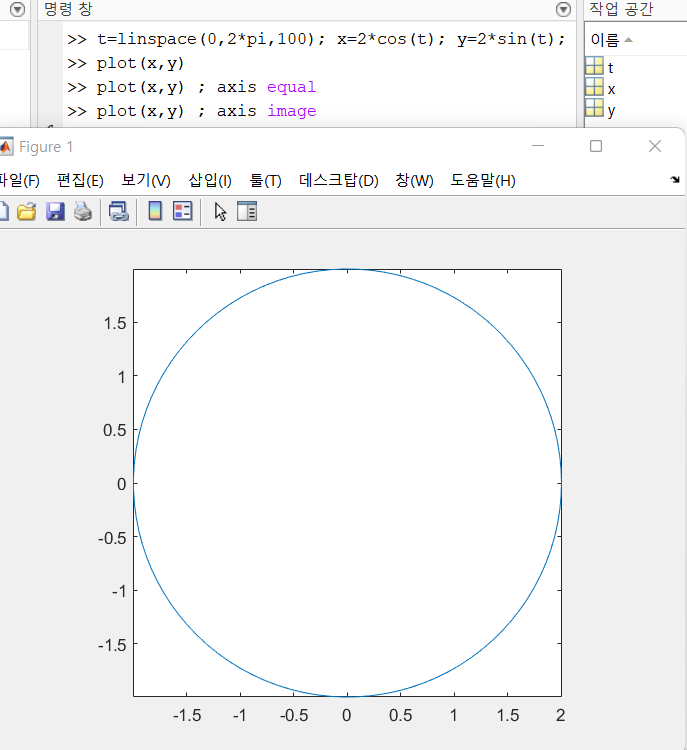 명령 창
작업 공간
>> t=linspace(0,2*pi,100); x=2*cos(t); y=2*sin(t);
>> plot(x,y)
>> plot(x,y) ; axis equal
>> plot(x,y) ; axis image
이름
t
x
y
Figure 1
파일(F) 편집(E) 보기(V) 삽입(I) 툴(T) 데스크탑(D) 창(W) 도움말(H)
1.5
1
0.5
0
-0.5
-1
-1.5
-1.5 -1 -0.5 0 0.5 1 1.5 2